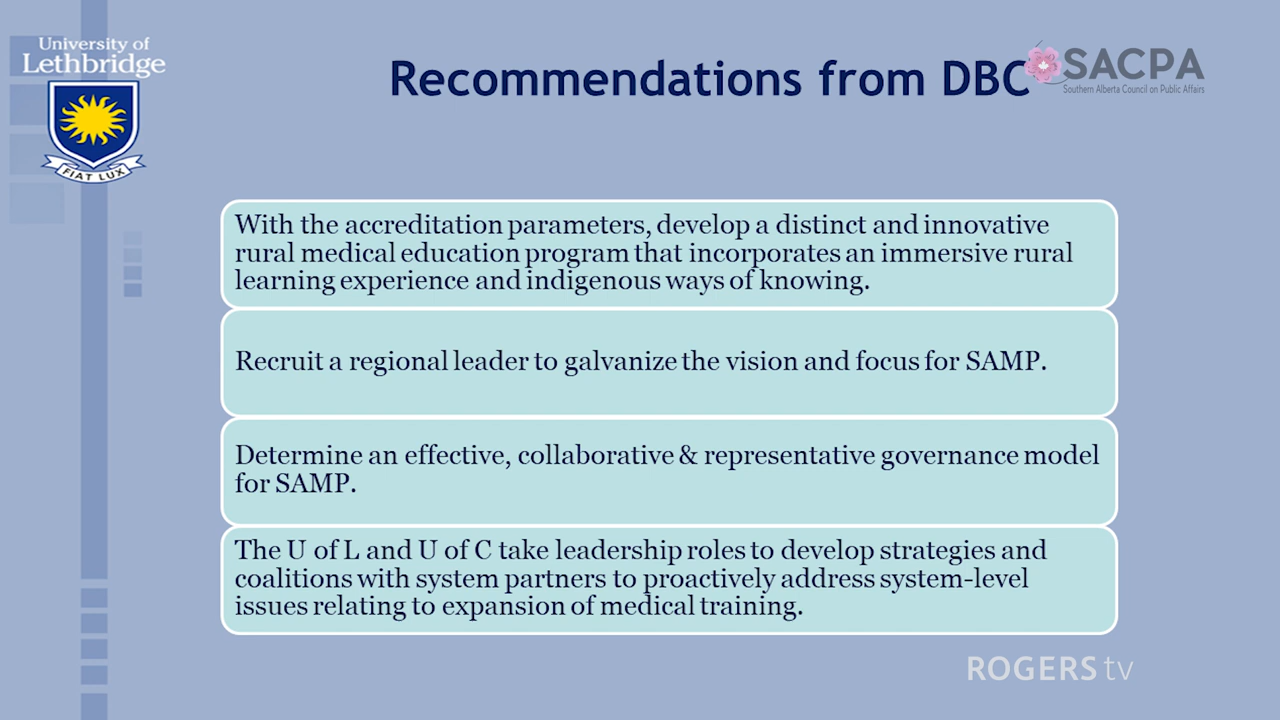 University of
Lethbridge
FIAT LUX
Recommendations from DBC
SACPA
Southern Alberta Council on Public Affairs
With the accreditation parameters, develop a distinct and innovative
rural medical education program that incorporates an immersive rural
learning experience and indigenous ways of knowing.
Recruit a regional leader to galvanize the vision and focus for SAMP.
Determine an effective, collaborative & representative governance model
for SAMP.
The U of L and U of C take leadership roles to develop strategies and
coalitions with system partners to proactively address system-level
issues relating to expansion of medical training.
ROGERS tv